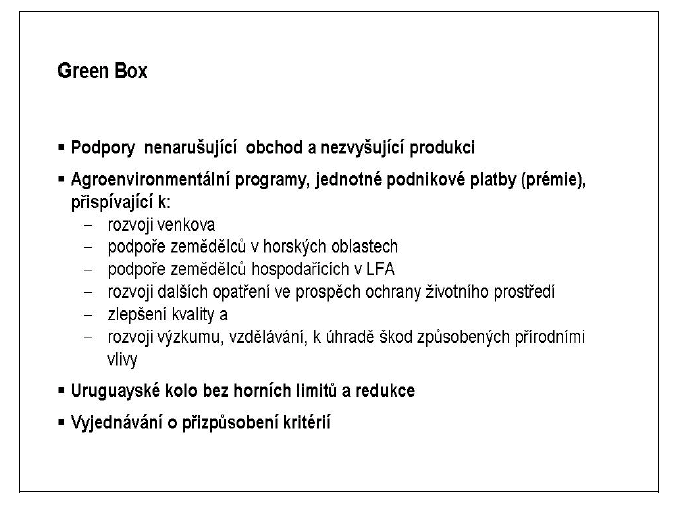 Green Box
▪ Podpory nenarušující obchod a nezvyšující produkci
▪ Agroenvironmentální programy, jednotné podnikové platby (prémie),
přispívající k:
– rozvoji venkova
– podpoře zemědělců v horských oblastech
– podpoře zemědělců hospodařících v LFA
– rozvoji dalších opatření ve prospěch ochrany životního prostředí
– zlepšení kvality a
– rozvoji výzkumu, vzdělávání, k úhradě škod způsobených přírodními
vlivy
▪ Uruguayské kolo bez horních limitů a redukce
▪ Vyjednávání o přizpůsobení kritérií